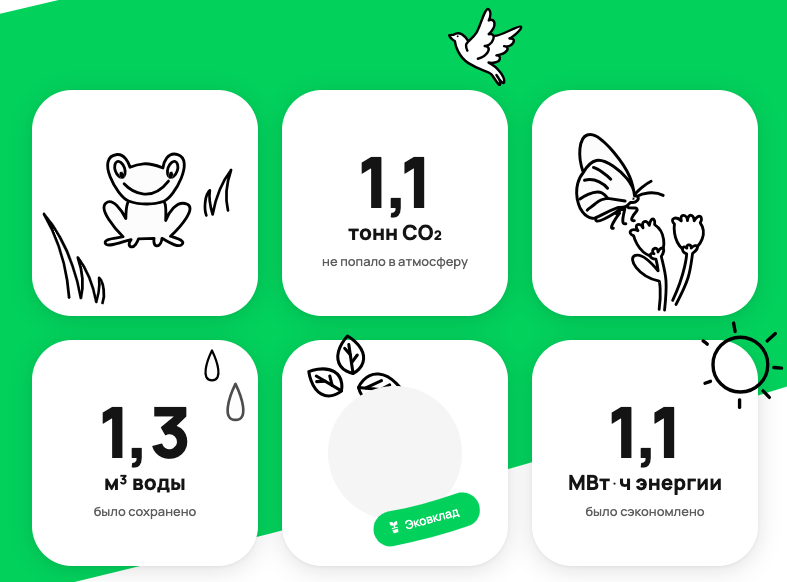 1,1
тонн CO₂
не попало в атмосферу
1,3
м³ воды
было сохранено
Эковклад
1,1
МВт·ч энергии
было сэкономлено